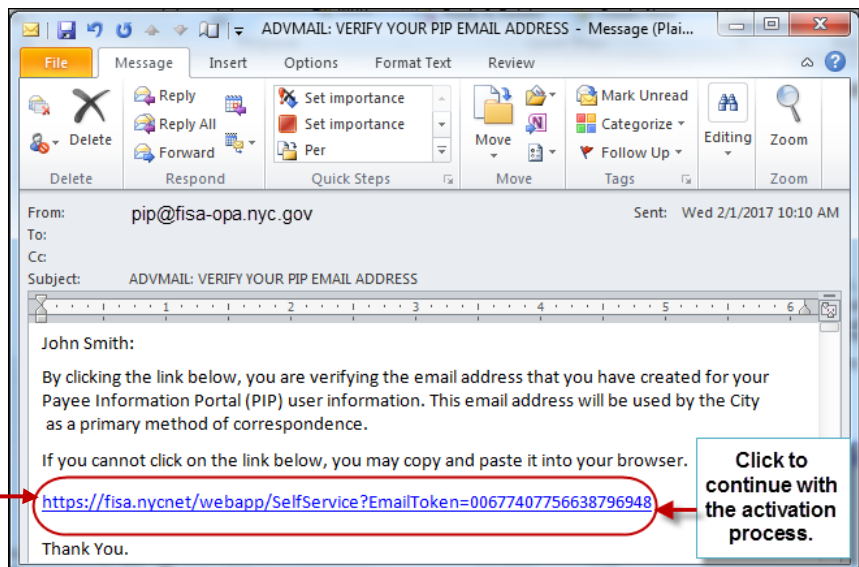 ADVMAIL: VERIFY YOUR PIP EMAIL ADDRESS - Message (Plai...
File Message Insert Options Format Text Review
Delete
Reply
Reply All
Forward
Set importance
Set importance
Per
Move
Mark Unread
Categorize
Follow Up
Editing
Zoom
Delete Respond Quick Steps Move Tags Zoom
From: pip@fisa-opa.nyc.gov Sent: Wed 2/1/2017 10:10 AM
To:
Cc:
Subject: ADVMAIL: VERIFY YOUR PIP EMAIL ADDRESS
1 2 3 4 5 6
John Smith:
By clicking the link below, you are verifying the email address that you have created for your
Payee Information Portal (PIP) user information. This email address will be used by the City
as a primary method of correspondence.
If you cannot click on the link below, you may copy and paste it into your browser.
https://fisa.nycnet/webapp/SelfService?EmailToken=00677407756638796948
Thank You.
Click to
continue with
the activation
process.